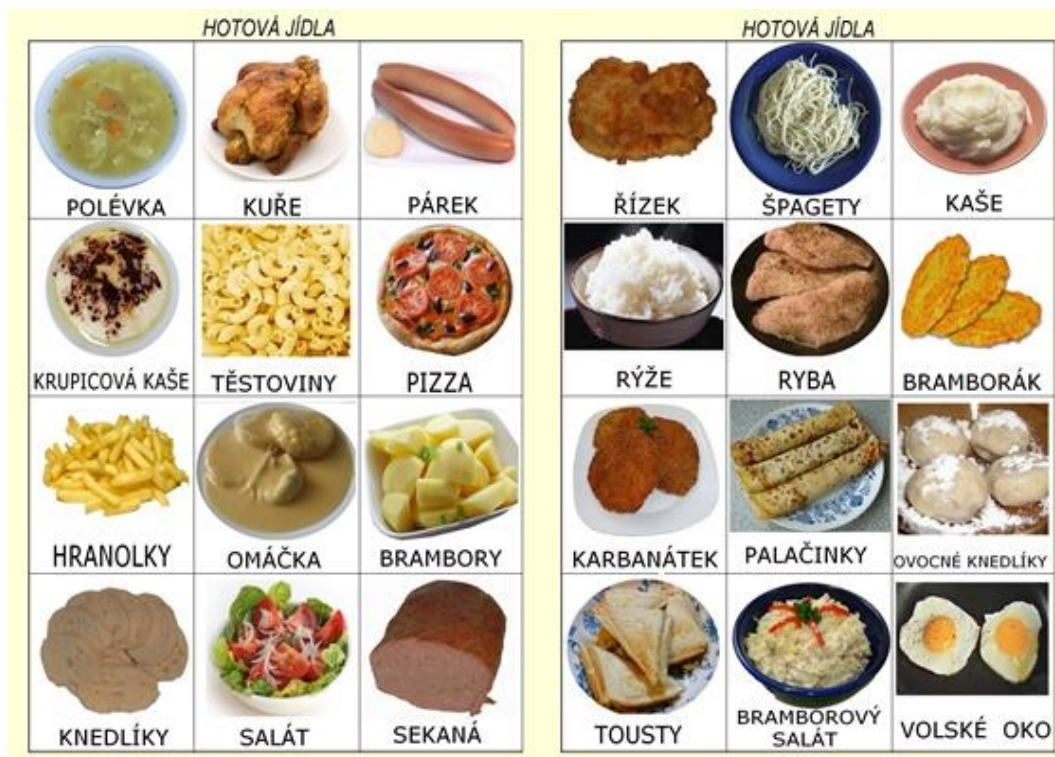 HOTOVÁ JÍDLA
POLÉVKA
KUŘE
PÁREK
KRUPICOVÁ KAŠE
TĚSTOVINY
PIZZA
HRANOLKY
OMÁČKA
BRAMBORY
KNEDLÍKY
SALÁT
SEKANÁ
HOTOVÁ JÍDLA
ŘÍZEK
ŠPAGETY
KAŠE
RÝŽE
RYBA
BRAMBORÁK
KARBANÁTEK
PALAČINKY
OVOCNÉ KNEDLÍKY
TOUSTY
BRAMBOROVÝ
SALÁT
VOLSKÉ OKO